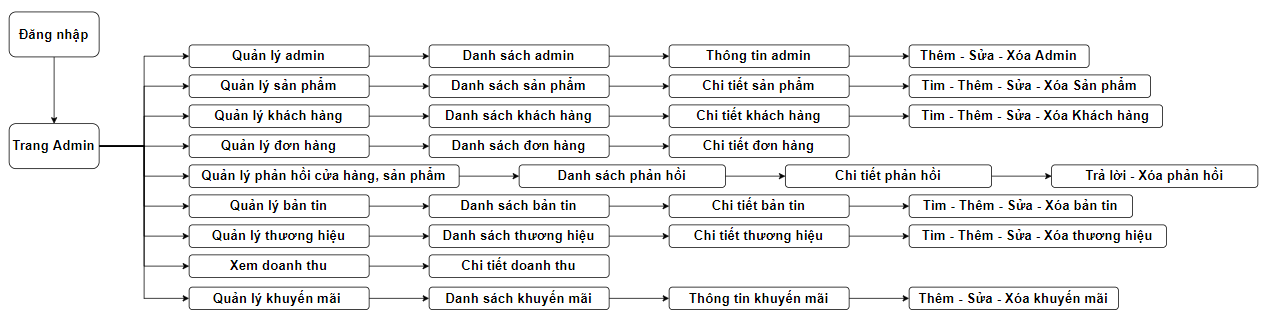 Đăng nhập
Trang Admin
Quản lý admin
Danh sách admin
Thông tin admin
Thêm - Sửa - Xóa Admin
Quản lý sản phẩm
Danh sách sản phẩm
Chi tiết sản phẩm
Tìm - Thêm - Sửa - Xóa Sản phẩm
Quản lý khách hàng
Danh sách khách hàng
Chi tiết khách hàng
Tìm - Thêm - Sửa - Xóa Khách hàng
Quản lý đơn hàng
Danh sách đơn hàng
Chi tiết đơn hàng
Quản lý phản hồi cửa hàng, sản phẩm
Danh sách phản hồi
Chi tiết phản hồi
Trả lời - Xóa phản hồi
Quản lý bản tin
Danh sách bản tin
Chi tiết bản tin
Tìm - Thêm - Sửa - Xóa bản tin
Quản lý thương hiệu
Danh sách thương hiệu
Chi tiết thương hiệu
Tìm - Thêm - Sửa - Xóa thương hiệu
Xem doanh thu
Chi tiết doanh thu
Quản lý khuyến mãi
Danh sách khuyến mãi
Thông tin khuyến mãi
Thêm - Sửa - Xóa khuyến mãi